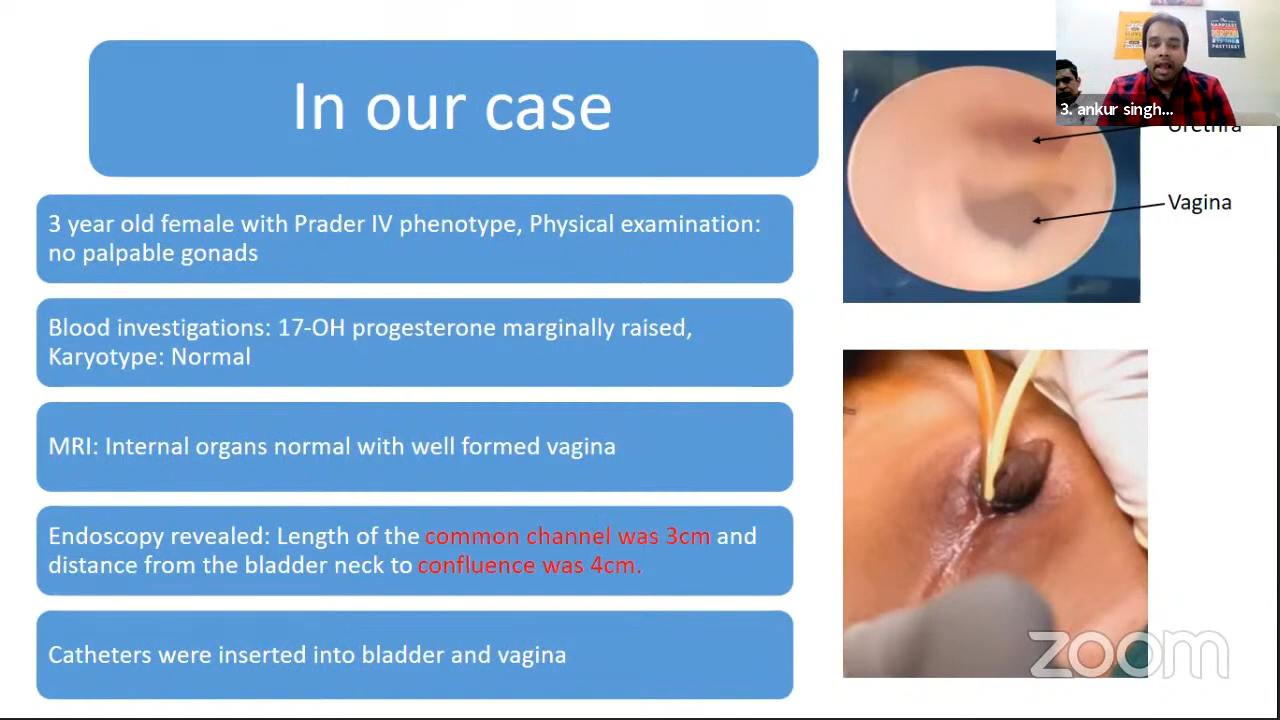 In our case
3 year old female with Prader IV phenotype, Physical examination:
no palpable gonads
Blood investigations: 17-OH progesterone marginally raised,
Karyotype: Normal
MRI: Internal organs normal with well formed vagina
Endoscopy revealed: Length of the common channel was 3cm and
distance from the bladder neck to confluence was 4cm.
Catheters were inserted into bladder and vagina
3. ankur singh...
Urethra
Vagina
zoom